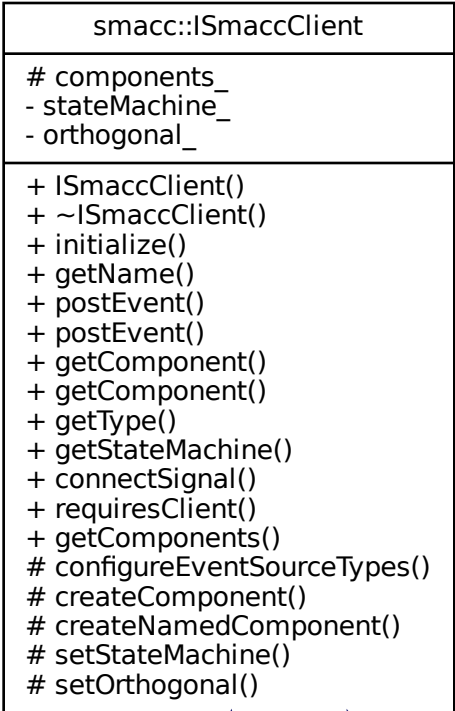 smacc::ISmaccClient
# components_
- stateMachine_
- orthogonal_
+ ISmaccClient()
+ ~ISmaccClient()
+ initialize()
+ getName()
+ postEvent()
+ postEvent()
+ getComponent()
+ getComponent()
+ getType()
+ getStateMachine()
+ connectSignal()
+ requiresClient()
+ getComponents()
# configureEventSourceTypes()
# createComponent()
# createNamedComponent()
# setStateMachine()
# setOrthogonal()